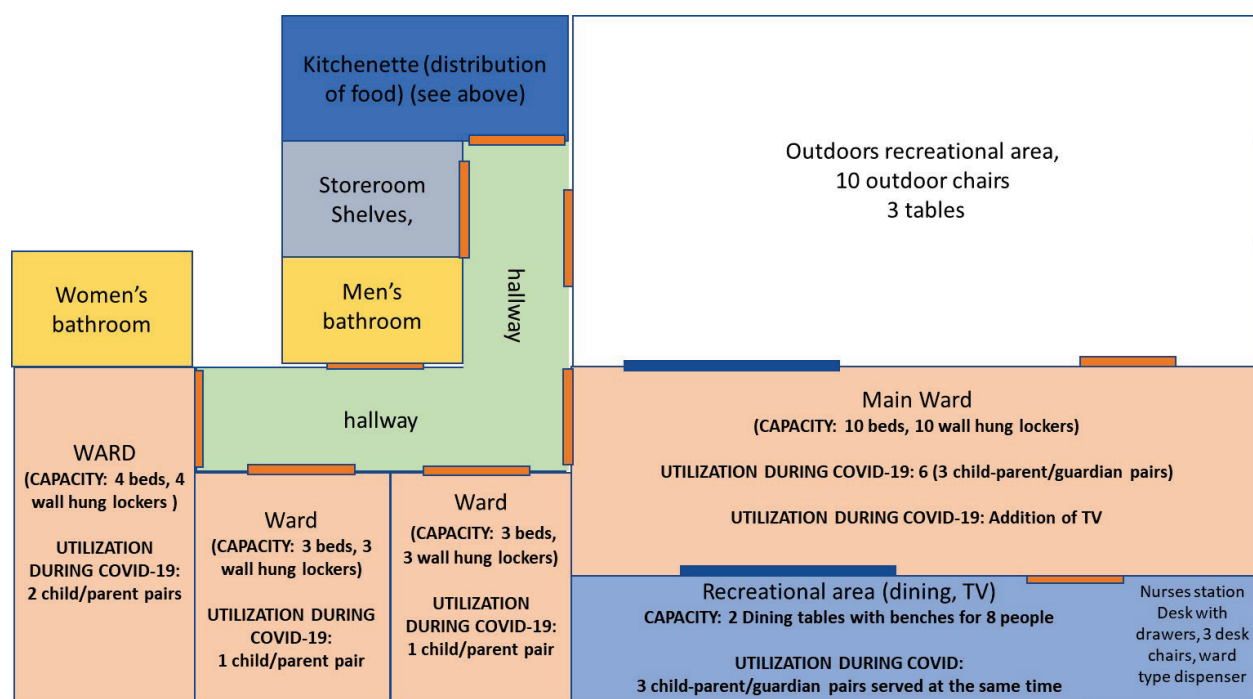 Kitchenette (distribution
of food) (see above)
Storeroom
Shelves,
Women's
bathroom
Men's
bathroom
hallway
hallway
Outdoors recreational area,
10 outdoor chairs
3 tables
WARD
(CAPACITY: 4 beds, 4
wall hung lockers )
UTILIZATION
DURING COVID-19:
2 child/parent pairs
Ward
(CAPACITY: 3 beds, 3
wall hung lockers)
UTILIZATION DURING
COVID-19:
1 child/parent pair
Ward
(CAPACITY: 3 beds,
3 wall hung lockers)
UTILIZATION
DURING COVID-19:
1 child/parent pair
Main Ward
(CAPACITY: 10 beds, 10 wall hung lockers)
UTILIZATION DURING COVID-19: 6 (3 child-parent/guardian pairs)
UTILIZATION DURING COVID-19: Addition of TV
Recreational area (dining, TV)
CAPACITY: 2 Dining tables with benches for 8 people
UTILIZATION DURING COVID:
3 child-parent/guardian pairs served at the same time
Nurses station
Desk with
drawers, 3 desk
chairs, ward
type dispenser